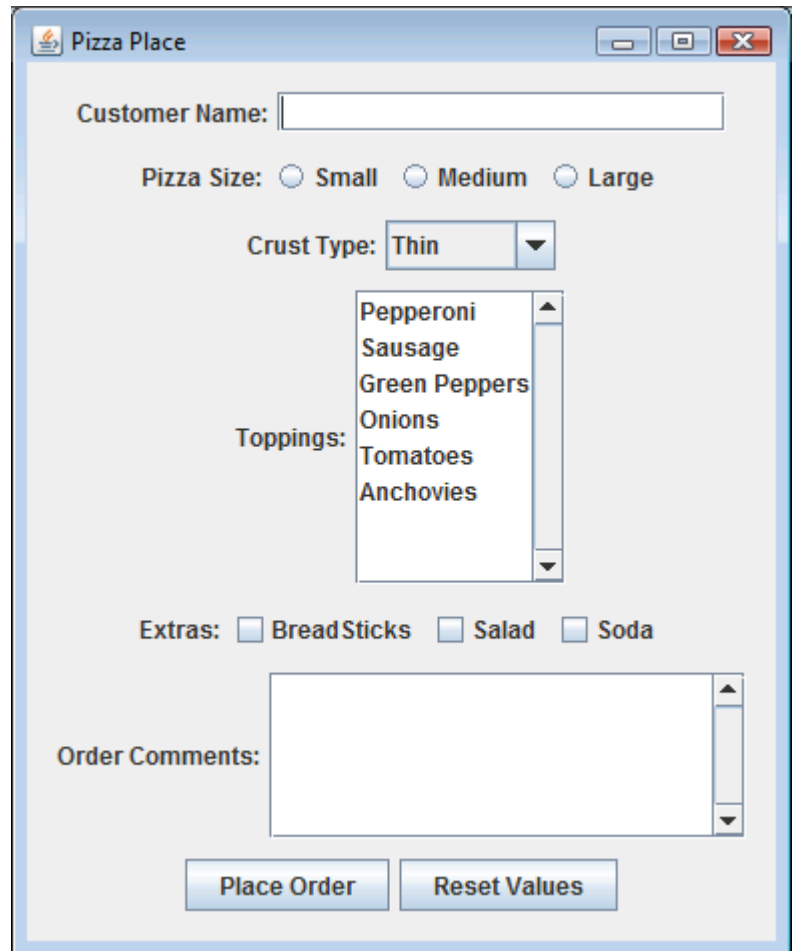 Pizza Place
Customer Name:
Pizza Size: Small Medium Large
Crust Type: Thin
Toppings:
Pepperoni
Sausage
Green Peppers
Onions
Tomatoes
Anchovies
Extras: BreadSticks Salad Soda
Order Comments:
Place Order Reset Values